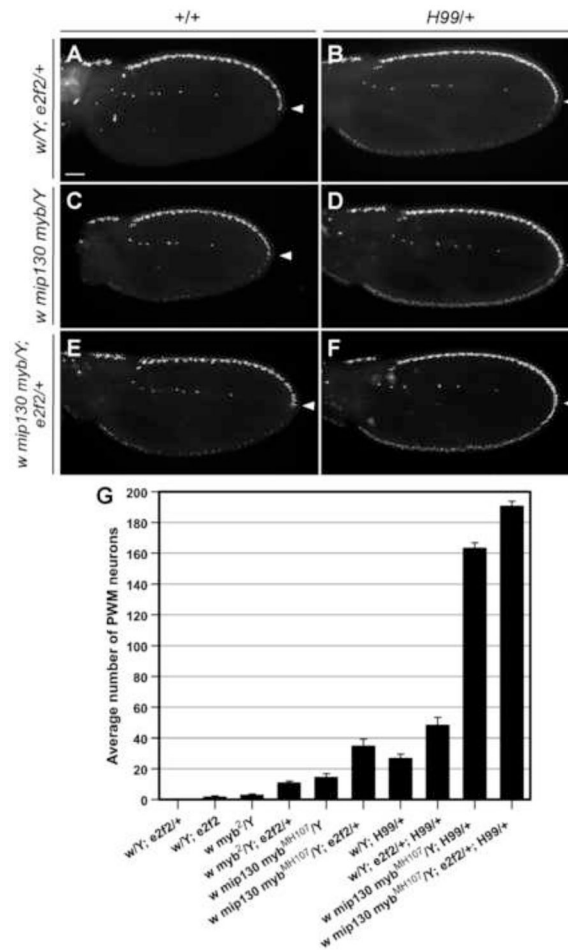 +/+ H99/+
w/Y; e2f2/+
A B
w mip130 myb/Y
C D
w mip130 myb/Y;
e2f2/+
E F
G
Average number of PWM neurons
200
180
160
140
120
100
80
60
40
20
0
w/Y; e2f2/+
w/Y; e2f2
w myb²/Y
w myb²/Y; e2f2/+
w mip130 mybᴹᴴ¹⁰⁷/Y
w mip130 mybᴹᴴ¹⁰⁷/Y; e2f2/+
w/Y; H99/+
w/Y; e2f2/+; H99/+
w mip130 mybᴹᴴ¹⁰⁷/Y; H99/+
w mip130 mybᴹᴴ¹⁰⁷/Y; e2f2/+; H99/+